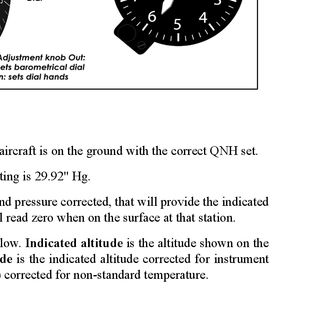 Adjustment knob Out:
ets barometrical dial
n: sets dial hands
6 5 4
aircraft is on the ground with the correct QNH set.
ting is 29.92" Hg.
nd pressure corrected, that will provide the indicated
l read zero when on the surface at that station.
low. Indicated altitude is the altitude shown on the
de is the indicated altitude corrected for instrument
corrected for non-standard temperature.